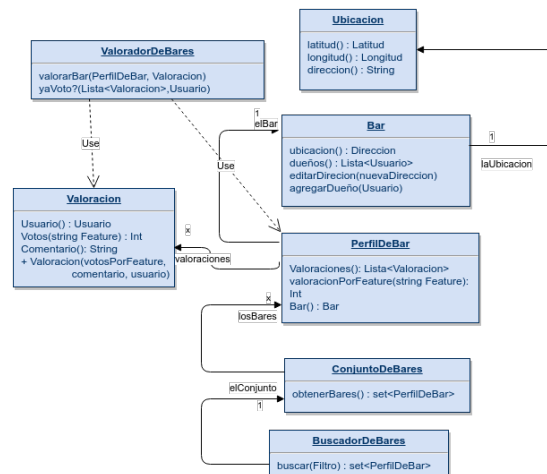 Ubicacion
latitud() : Latitud
longitud() : Longitud
direccion() : String
ValoradorDeBares
valorarBar(PerfilDeBar, Valoracion)
yaVoto?(Lista<Valoracion>,Usuario)
1
elBar
Bar
ubicacion() : Direccion
dueños() : Lista<Usuario>
editarDirecion(nuevaDireccion)
agregarDueño(Usuario)
1
laUbicacion
Use
Use
Valoracion
Usuario() : Usuario
Votos(string Feature) : Int
Comentario(): String
+ Valoracion(votosPorFeature,
comentario, usuario)
x
valoraciones
PerfilDeBar
Valoraciones(): Lista<Valoracion>
valoracionPorFeature(string Feature):
Int
Bar() : Bar
x
losBares
ConjuntoDeBares
obtenerBares() : set<PerfilDeBar>
elConjunto
1
BuscadorDeBares
buscar(Filtro) : set<PerfilDeBar>